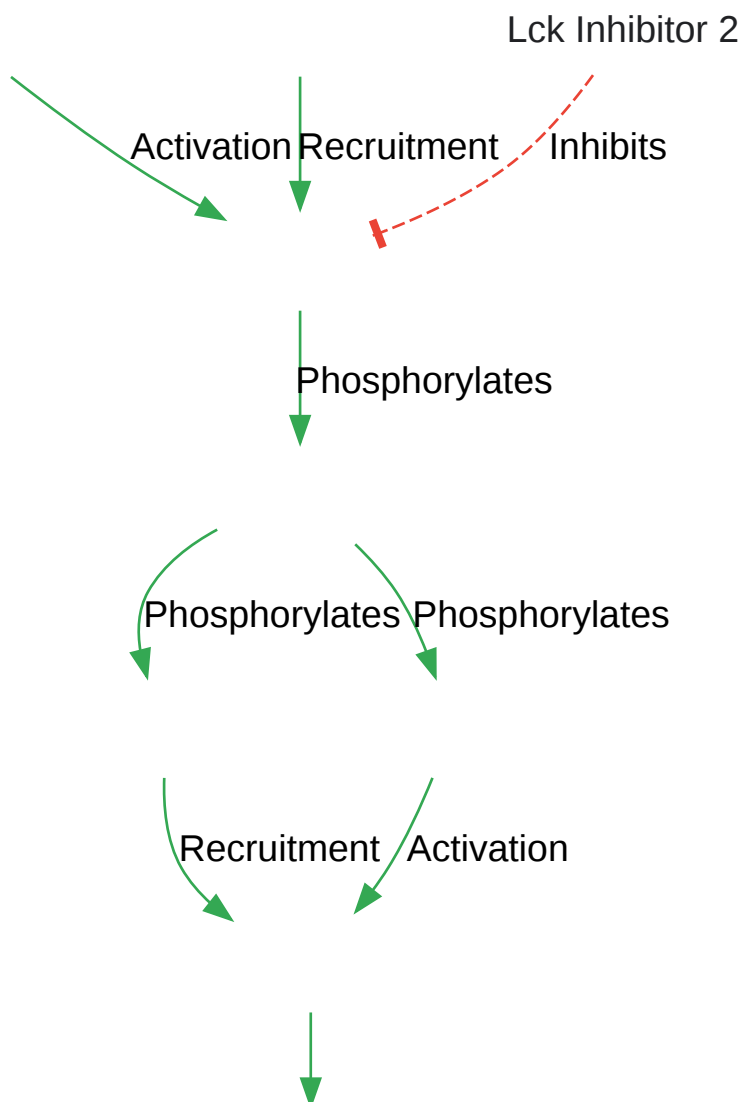 Lck Inhibitor 2
Activation Recruitment Inhibits
Phosphorylates
Phosphorylates Phosphorylates
Recruitment Activation